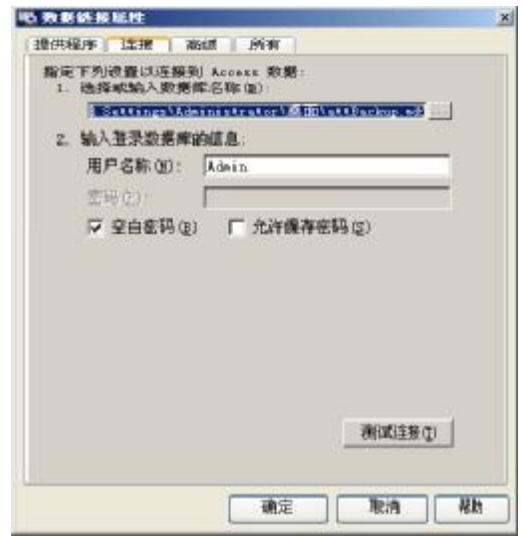 数据链接属性
提供程序 连接 高级 所有
指定下列设置以连接到 Access 数据:
1. 选择或输入数据库名称(D):
Settings\Administrator\桌面\
...
2. 输入登录数据库的信息:
用户名称(N): Admin
密码(P):
空白密码(B) 允许保存密码(S)
测试连接(T)
确定 取消 帮助